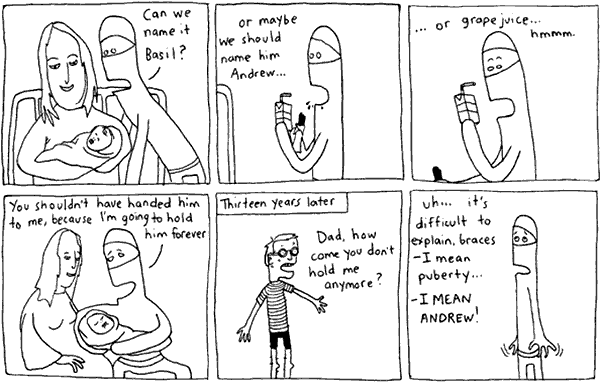 Can we
name it
Basil?
or maybe
we should
name him
Andrew...
... or grape juice...
hmmm.
You shouldn't have handed him
to me, because I'm going to hold
him forever
Thirteen years later
Dad, how
come you don't
hold me
anymore?
uh... it's
difficult to
explain, braces
-I mean
puberty...
-I MEAN
ANDREW!